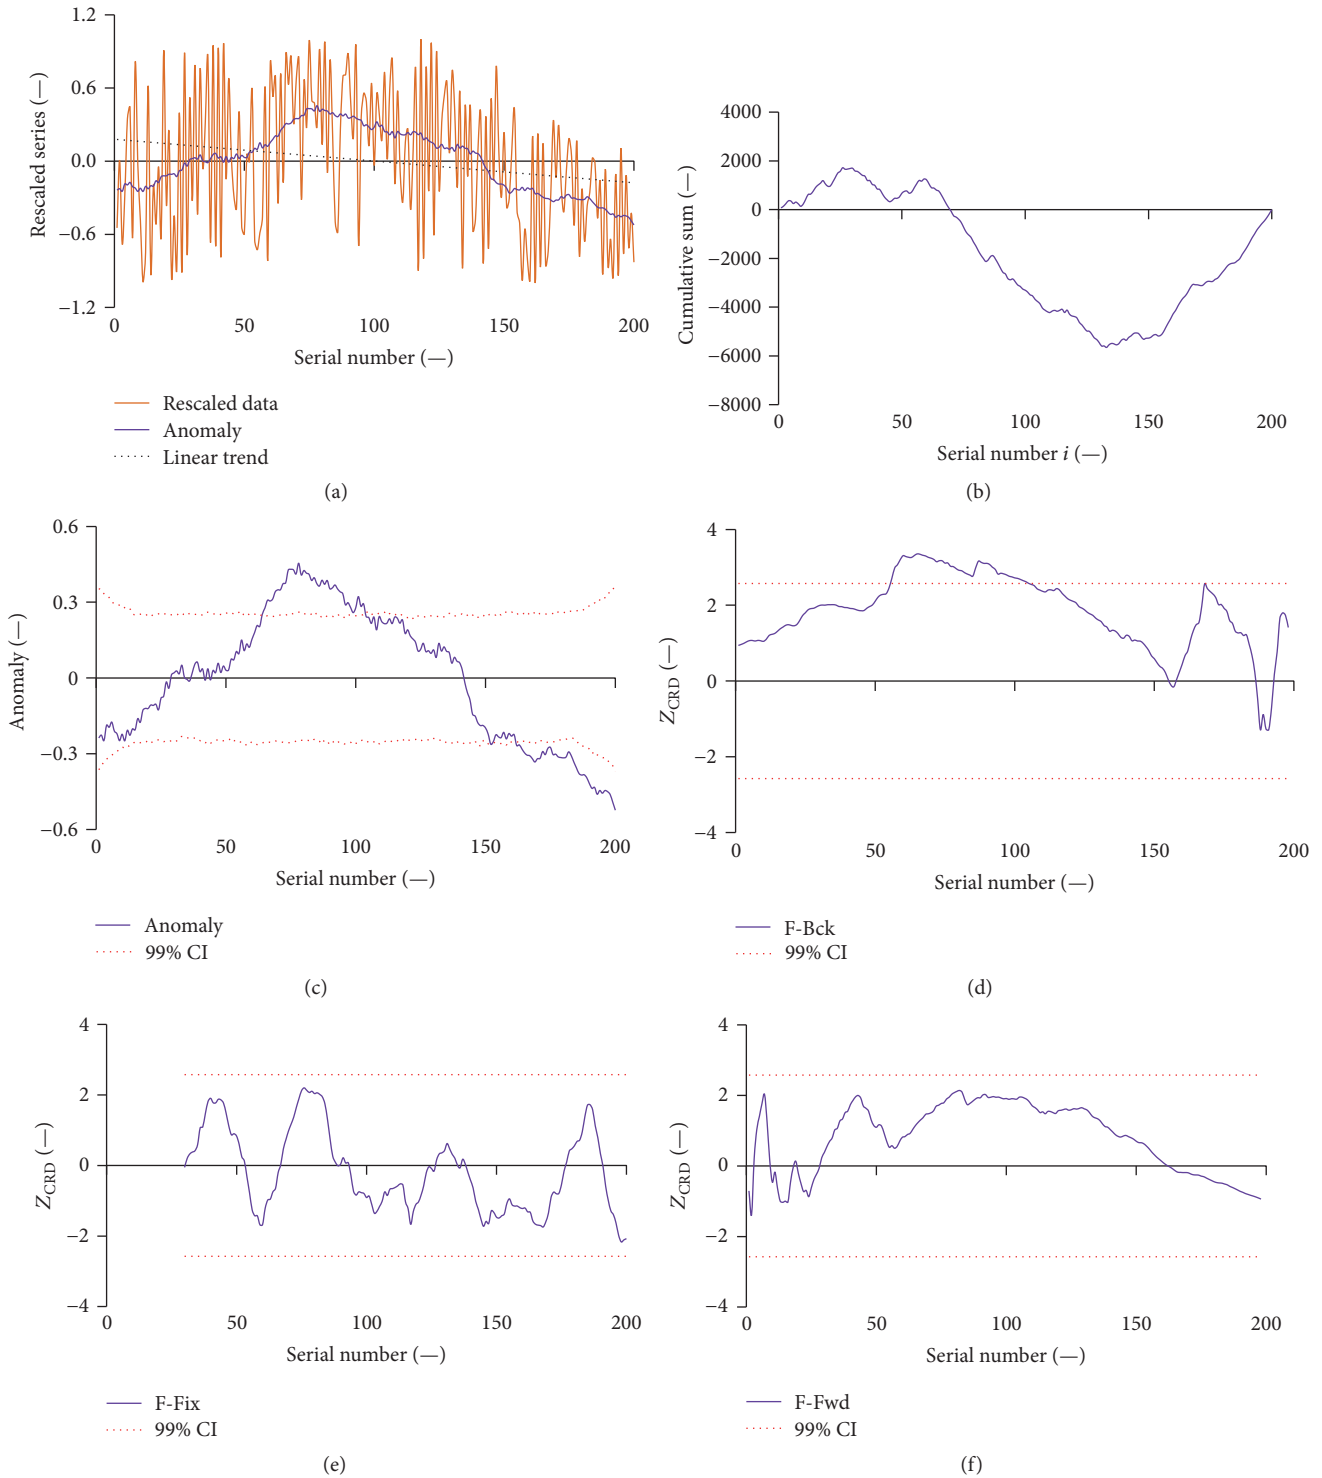 1.2
0.6
0.0
−0.6
−1.2
Rescaled series (—)
0 50 100 150 200
Serial number (—)
Rescaled data
Anomaly
Linear trend
(a)
4000
2000
0
−2000
−4000
−6000
−8000
Cumulative sum (—)
0 50 100 150 200
Serial number i (—)
(b)
0.6
0.3
0
−0.3
−0.6
Anomaly (—)
0 50 100 150 200
Serial number (—)
Anomaly
99% CI
(c)
4
2
0
−2
−4
Z_CRD (—)
0 50 100 150 200
Serial number (—)
F-Bck
99% CI
(d)
4
2
0
−2
−4
Z_CRD (—)
0 50 100 150 200
Serial number (—)
F-Fix
99% CI
(e)
4
2
0
−2
−4
Z_CRD (—)
0 50 100 150 200
Serial number (—)
F-Fwd
99% CI
(f)